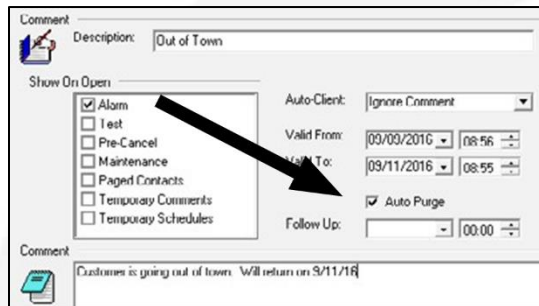 Comment
Description: Out of Town
Show On Open
Alarm
Test
Pre-Cancel
Maintenance
Paged Contacts
Temporary Comments
Temporary Schedules
Auto-Client: Ignore Comment
Valid From: 09/09/2016 08:56
Valid To: 09/11/2016 08:55
Auto Purge
Follow Up: 00:00
Comment
Customer is going out of town. Will return on 9/11/16